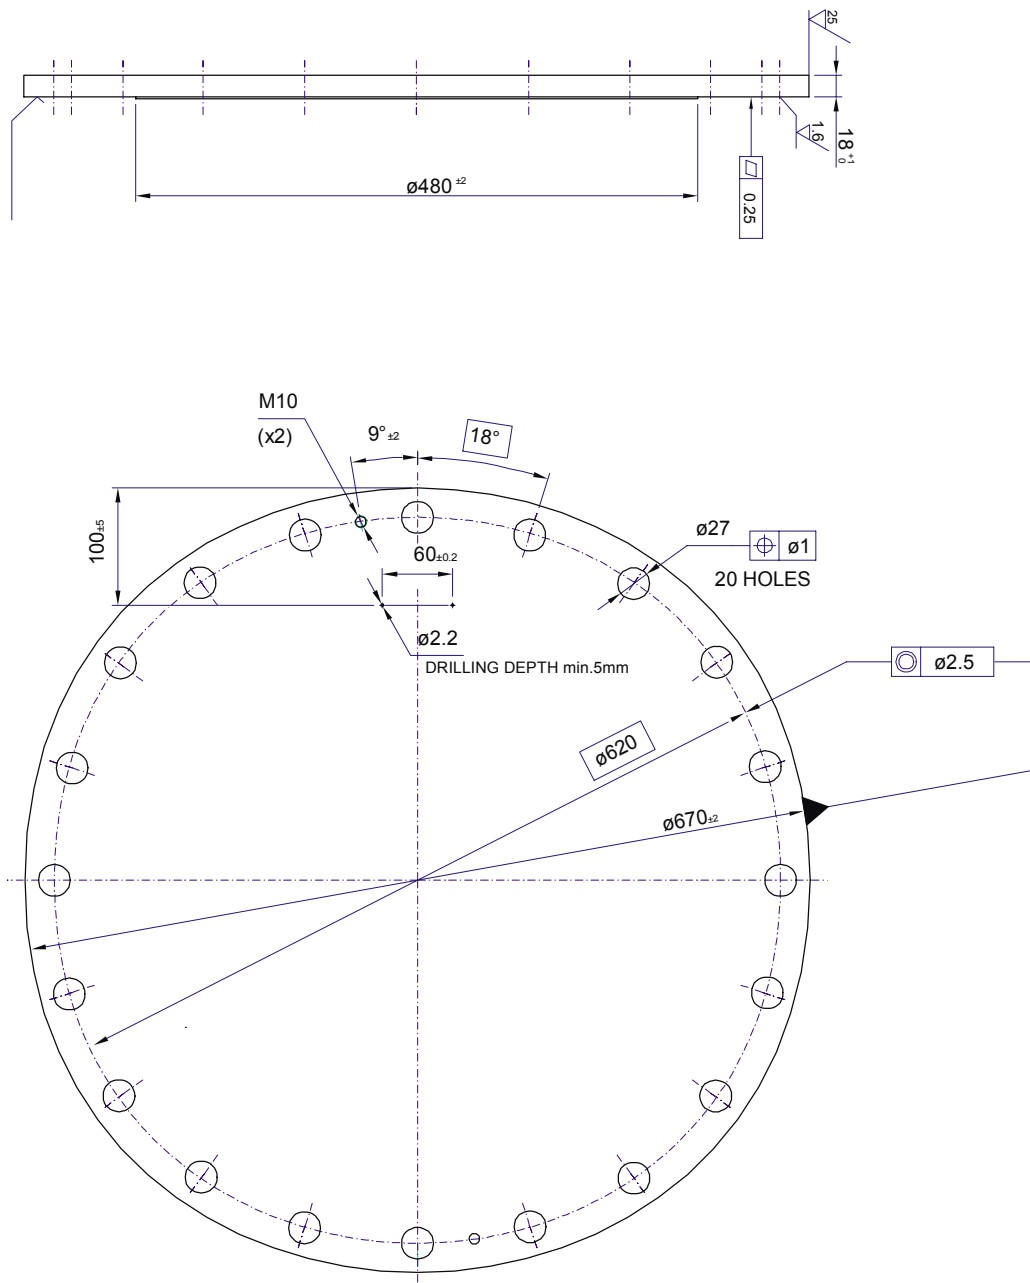 25
1.6
18 +1 0
0.25
ø480 ±2
M10
(x2)
9° ±2
18°
100±5
60±0.2
ø27
ø1
20 HOLES
ø2.2
DRILLING DEPTH min.5mm
ø2.5
ø620
ø670±2